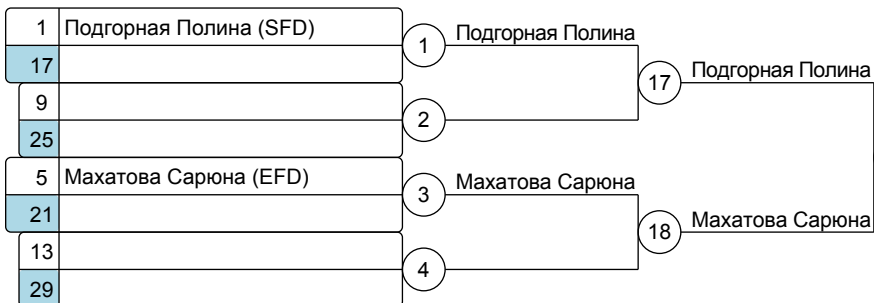 1 Подгорная Полина (SFD)
17
9
25
5 Махатова Сарюна (EFD)
21
13
29
1 Подгорная Полина
2
3 Махатова Сарюна
4
17 Подгорная Полина
18 Махатова Сарюна